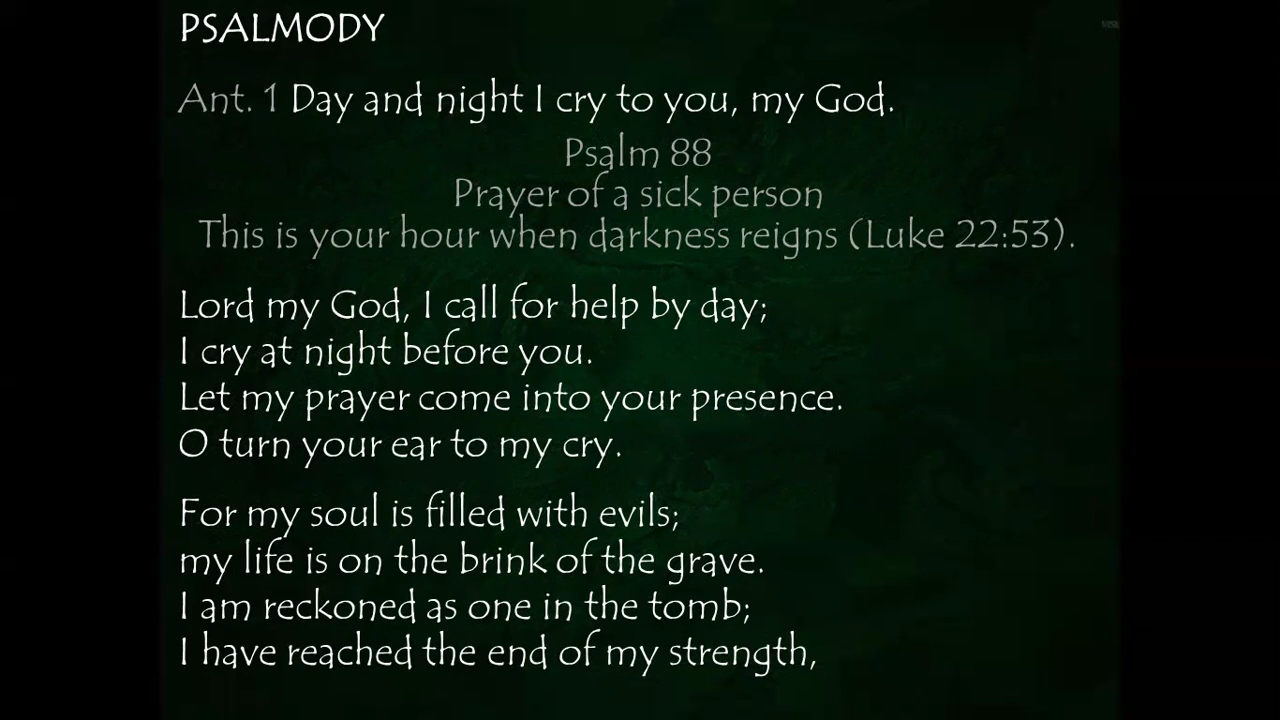 PSALMODY
Ant. 1 Day and night I cry to you, my God.
Psalm 88
Prayer of a sick person
This is your hour when darkness reigns (Luke 22:53).
Lord my God, I call for help by day;
I cry at night before you.
Let my prayer come into your presence.
O turn your ear to my cry.
For my soul is filled with evils;
my life is on the brink of the grave.
I am reckoned as one in the tomb;
I have reached the end of my strength,